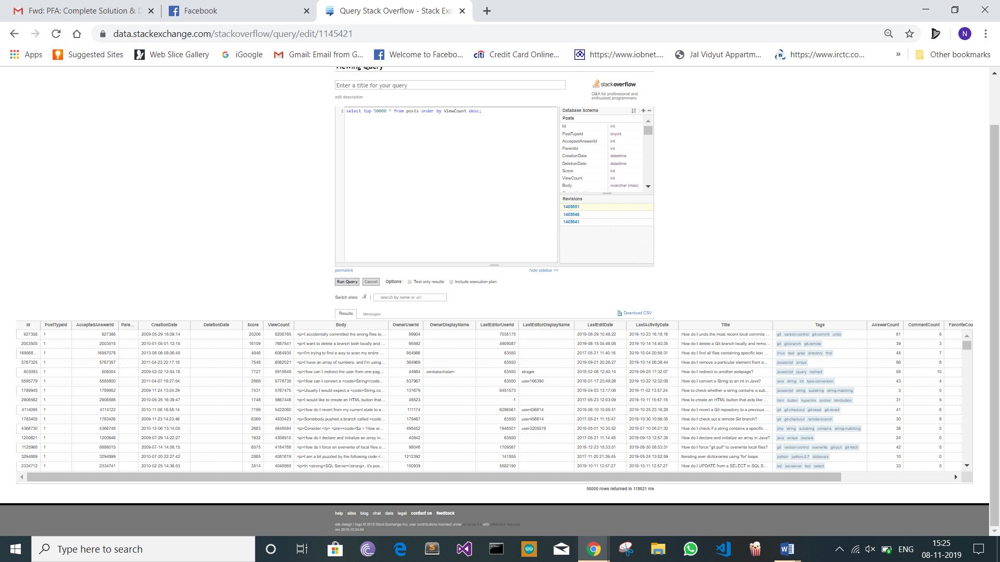 Fwd: PFA: Complete Solution & D
Facebook
Query Stack Overflow - Stack Exc
data.stackexchange.com/stackoverflow/query/edit/1145421
N
Apps Suggested Sites Web Slice Gallery iGoogle Gmail: Email from G... Welcome to Facebo... citi Credit Card Online... https://www.iobnet.... Jal Vidyut Appartm... https://www.irctc.co... » Other bookmarks
Viewing Query
Enter a title for your query
edit description
stackoverflow
Q&A for professional and
enthusiast programmers
1 select top 50000 * from posts order by ViewCount desc;
Database Schema
Posts
Id int
PostTypeId tinyint
AcceptedAnswerId int
ParentId int
CreationDate datetime
DeletionDate datetime
Score int
ViewCount int
Body nvarchar (max)
Revisions
1409551
1409546
1409541
permalink
hide sidebar >>
Run Query Cancel Options: Text-only results Include execution plan
Switch sites: | search by name or url
Results Messages
Download CSV
Id PostTypeId AcceptedAnswerId Pare... CreationDate DeletionDate Score ViewCount Body OwnerUserId OwnerDisplayName LastEditorUserId LastEditorDisplayName LastEditDate LastActivityDate Title Tags AnswerCount CommentCount FavoriteCou
927358 1 927386 2009-05-29 18:09:14 20206 8206765 <p>I accidentally committed the wrong files to... 89904 7035175 2019-08-29 10:48:22 2019-10-23 16:18:16 How do I undo the most recent local commits ... git version-control git-commit undo 81 8
2003505 1 2003515 2010-01-05 01:12:15 16109 7687541 <p>I want to delete a branch both locally and ... 95592 4909087 2019-06-15 04:46:08 2019-10-14 14:40:35 How do I delete a Git branch locally and remo... git git-branch git-remote 39 3
169568... 1 16957078 2013-06-06 08:06:45 4846 6064935 <p>I'm trying to find a way to scan my entire ... 954986 63550 2017-05-21 11:40:16 2019-10-04 20:56:31 How do I find all files containing specific text ... linux text grep directory find 45 7
5767325 1 5767357 2011-04-23 22:17:18 7548 6062021 <p>I have an array of numbers, and I'm using... 364969 63550 2019-09-01 20:26:27 2019-10-14 08:38:44 How do I remove a particular element from a... javascript arrays 86 6
503093 1 506004 2009-02-02 12:54:16 7727 5915849 <p>How can I redirect the user from one pag... 44984 venkatachalam 63550 strager 2018-02-06 12:40:14 2019-09-25 17:32:07 How do I redirect to another webpage? javascript jquery redirect 58 10
5585779 1 5585800 2011-04-07 18:27:54 2868 5778735 <p>How can I convert a <code>String</code... 537967 63550 user166390 2018-01-17 23:49:28 2019-10-22 12:32:08 How do I convert a String to an int in Java? java string int type-conversion 43 4
1789945 1 1789952 2009-11-24 13:04:29 7431 5767475 <p>Usually I would expect a <code>String.co... 131679 6451573 2019-04-03 13:17:08 2019-11-02 13:57:24 How to check whether a string contains a sub... javascript string substring string-matching 3 0
2906582 1 2906586 2010-05-25 16:39:47 1748 5667448 <p>I would like to create an HTML button that... 48523 -1 2017-05-23 12:03:09 2019-10-11 15:57:18 How to create an HTML button that acts like ... html button hyperlink anchor htmlbutton 31 5
4114095 1 4114122 2010-11-06 16:58:14 7199 5422060 <p>How do I revert from my current state to a... 111174 6296561 user456814 2019-06-10 10:05:51 2019-10-25 23:16:28 How do I revert a Git repository to a previous ... git git-checkout git-reset git-revert 41 6
1783405 1 1783426 2009-11-23 14:23:46 6369 4930423 <p>Somebody pushed a branch called <code... 179467 63550 user456814 2017-05-21 11:15:47 2019-10-30 10:56:35 How do I check out a remote Git branch? git git-checkout remote-branch 30 8
4366730 1 4366748 2010-12-06 13:14:05 2663 4648584 <p>Consider:</p> <pre><code>$a = 'How ar... 495452 1946501 user3205578 2018-05-01 10:30:52 2019-07-10 08:21:30 How do I check if a string contains a specific ... php string substring contains string-matching 36 0
1200621 1 1200646 2009-07-29 14:22:27 1932 4306910 <p>How do I declare and initialize an array in... 40842 63550 2017-05-21 11:14:48 2019-09-13 12:57:35 How do I declare and initialize an array in Java? java arrays declare 24 0
1125968 1 8888015 2009-07-14 14:58:15 6575 4184768 <p>How do I force an overwrite of local files o... 98046 1709587 2018-12-23 15:33:51 2019-08-30 08:53:31 How do I force "git pull" to overwrite local files? git version-control overwrite git-pull git-fetch 42 5
3294889 1 3294899 2010-07-20 22:27:42 2865 4081619 <p>I am a bit puzzled by the following code:<... 1212392 141555 2017-11-20 21:39:45 2019-05-24 13:52:59 Iterating over dictionaries using 'for' loops python python-2.7 dictionary 10 0
2334712 1 2334741 2010-02-25 14:36:53 3514 4048565 <p>In <strong>SQL Server</strong>, it's pos... 150939 5582190 2019-10-11 12:57:27 2019-10-11 12:57:27 How do I UPDATE from a SELECT in SQL S... sql sql-server tsql select 33 0
50000 rows returned in 119521 ms
help sites blog chat data legal contact us feedback
site design / logo © 2019 Stack Exchange Inc; user contributions licensed under cc by-sa 3.0 with attribution required
rev 2019.10.24.54
Type here to search
ENG
15:25
08-11-2019